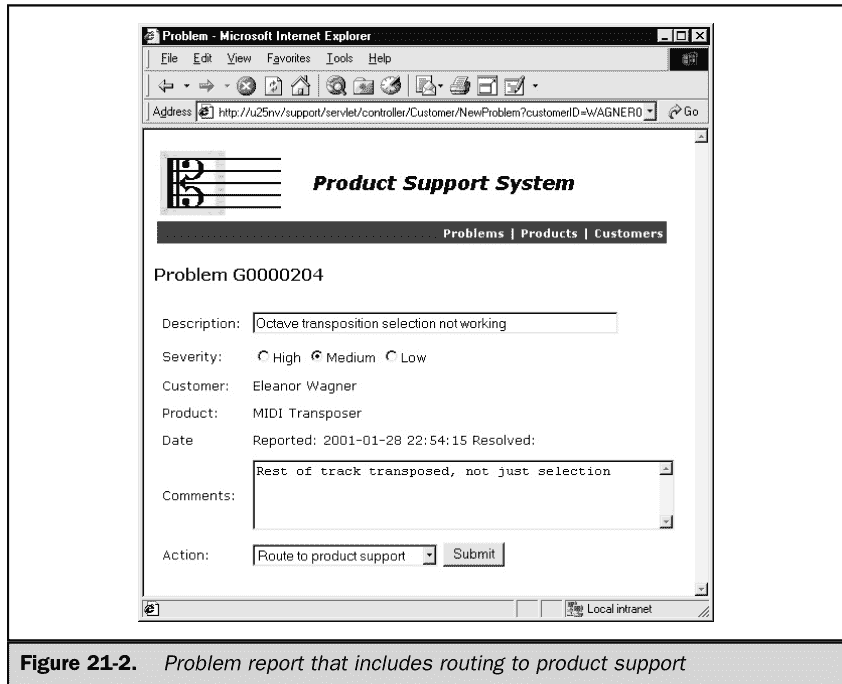 Problem - Microsoft Internet Explorer
File Edit View Favorites Tools Help
Address http://u25nv/support/servlet/controller/Customer/NewProblem?customerID=WAGNER0 Go
Product Support System
Problems | Products | Customers
Problem G0000204
Description: Octave transposition selection not working
Severity: High Medium Low
Customer: Eleanor Wagner
Product: MIDI Transposer
Date Reported: 2001-01-28 22:54:15 Resolved:
Comments: Rest of track transposed, not just selection
Action: Route to product support Submit
Local intranet
Figure 21-2. Problem report that includes routing to product support